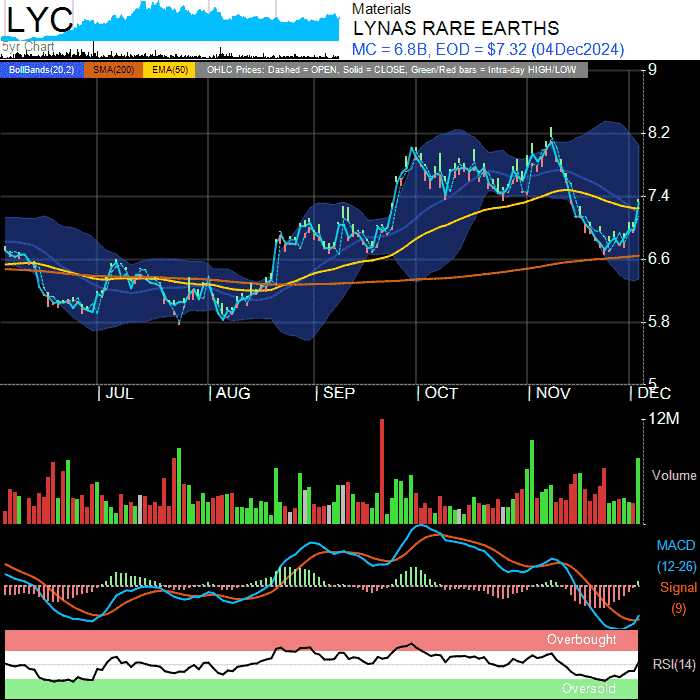 LYC
5yr Chart
Materials
LYNAS RARE EARTHS
MC = 6.8B, EOD = $7.32 (04Dec2024)
BollBands(20,2) SMA(200) EMA(50) OHLC Prices: Dashed = OPEN, Solid = CLOSE, Green/Red bars = Intra-day HIGH/LOW
9
8.2
7.4
6.6
5.8
5
JUL AUG SEP OCT NOV DEC
12M
Volume
MACD
(12-26)
Signal
(9)
Overbought
RSI(14)
Oversold